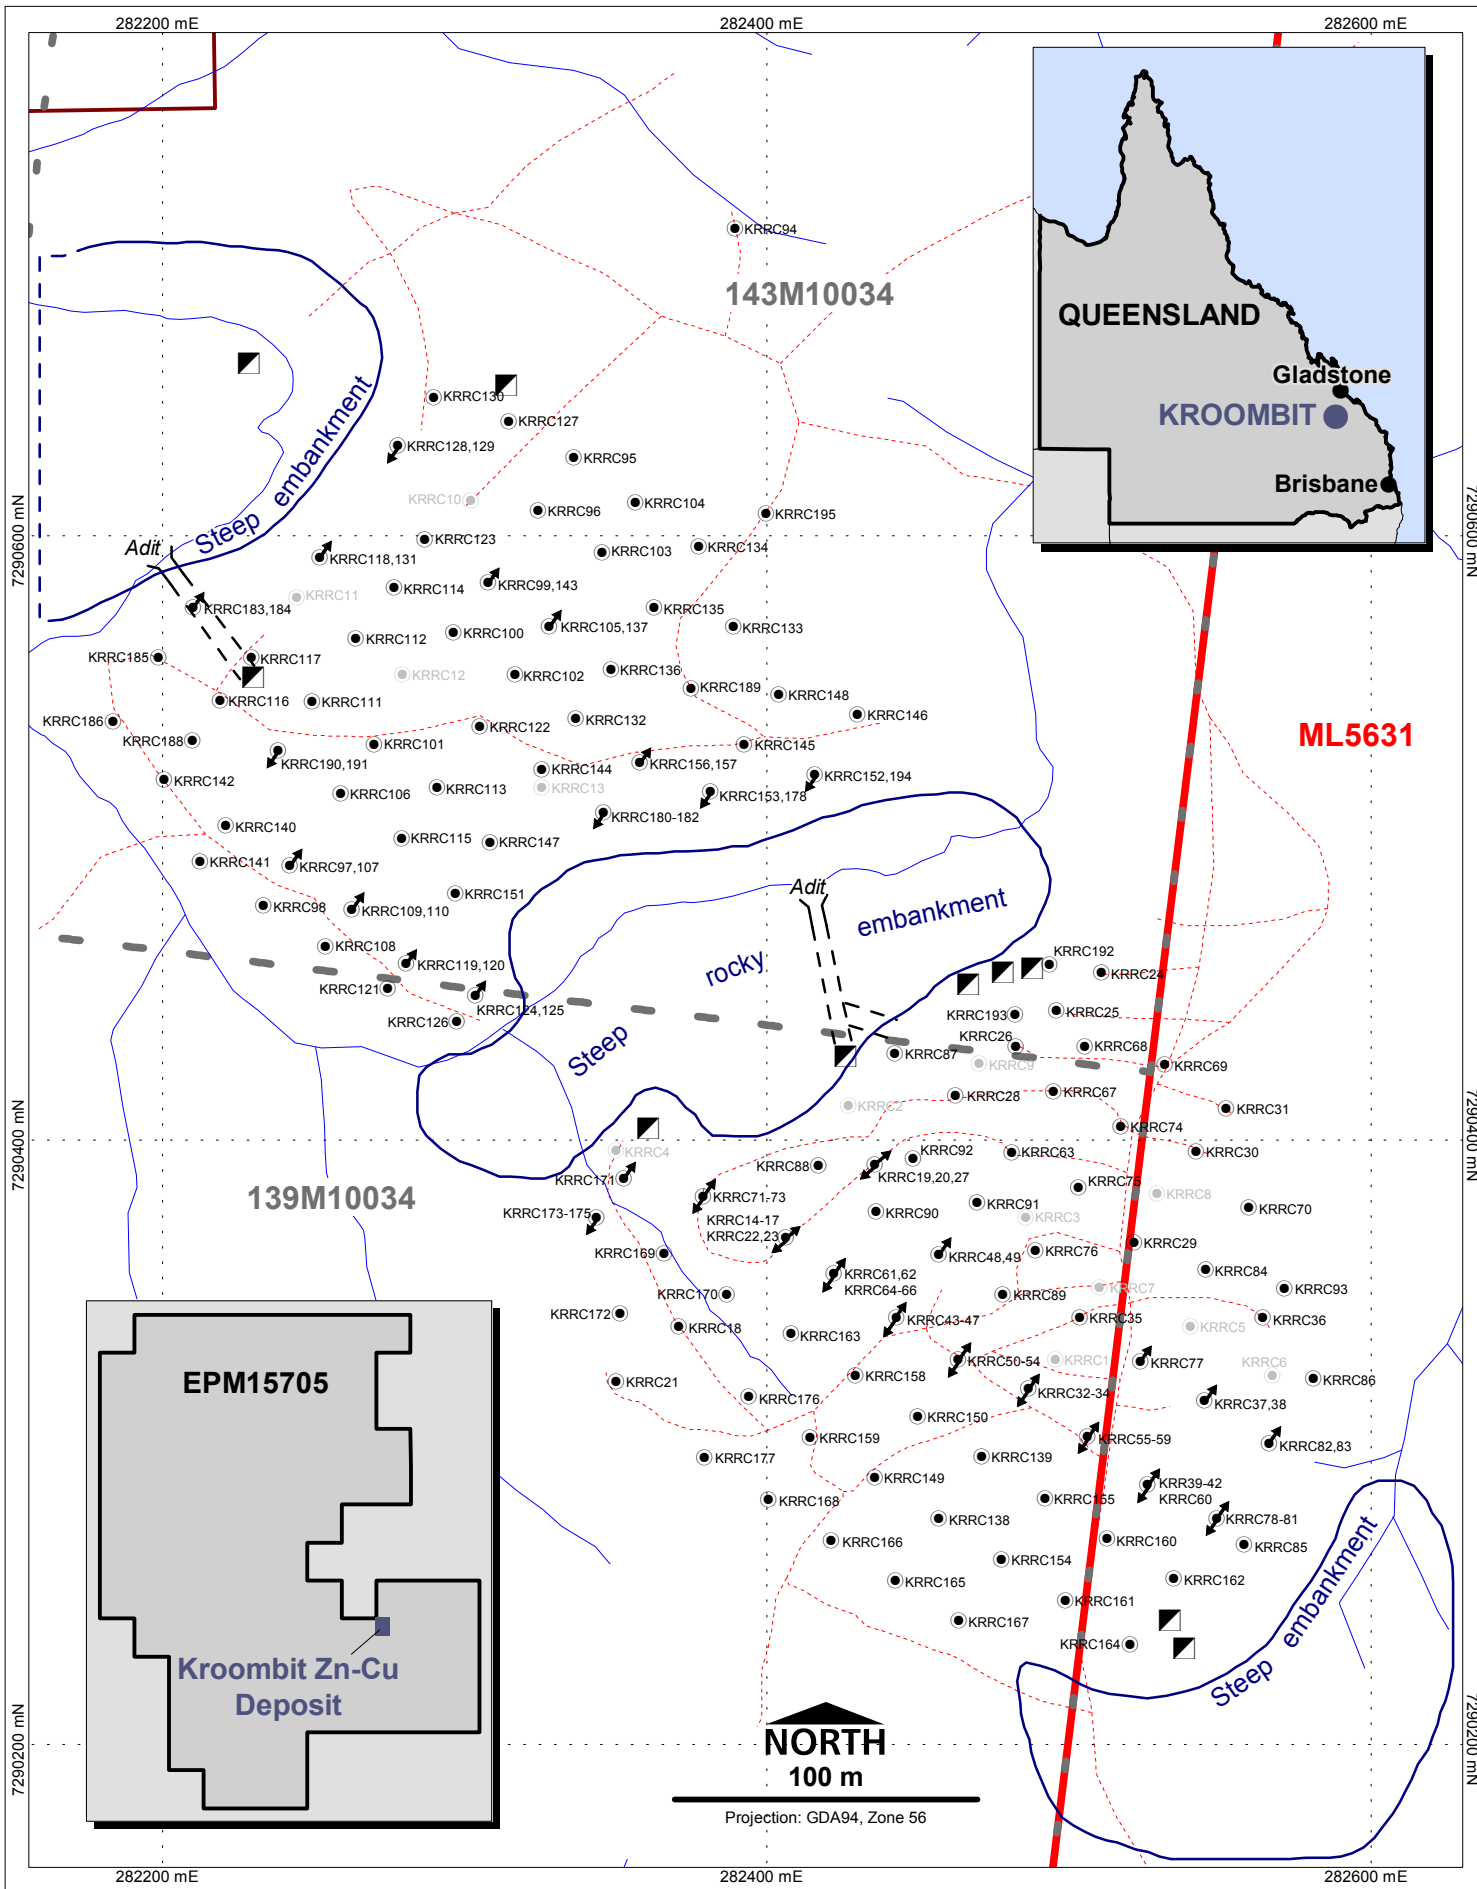 282200 mE
282400 mE
282600 mE
QUEENSLAND
Gladstone
KROOMBIT
Brisbane
KRRC94
143M10034
Steep embankment
KRRC130
KRRC127
KRRC128,129
KRRC95
KRRC10
KRRC96
KRRC104
KRRC195
7290600 mN
7290600 mN
Adit
KRRC123
KRRC103
KRRC134
KRRC118,131
KRRC99,143
KRRC114
KRRC11
KRRC183,184
KRRC135
KRRC112
KRRC100
KRRC105,137
KRRC133
KRRC185
KRRC117
KRRC12
KRRC102
KRRC136
KRRC189
KRRC148
KRRC116
KRRC111
KRRC146
KRRC186
KRRC188
KRRC122
KRRC132
ML5631
KRRC101
KRRC145
KRRC190,191
KRRC144
KRRC156,157
KRRC142
KRRC106
KRRC113
KRRC13
KRRC153,178
KRRC152,194
KRRC180-182
KRRC140
KRRC115
KRRC147
KRRC141
KRRC97,107
Adit
KRRC151
KRRC98
KRRC109,110
embankment
rocky
Steep
KRRC108
KRRC119,120
KRRC192
KRRC24
KRRC121
KRRC124,125
KRRC126
KRRC193
KRRC25
KRRC26
KRRC68
KRRC87
KRRC9
KRRC69
KRRC2
KRRC28
KRRC67
KRRC31
KRRC74
7290400 mN
7290400 mN
KRRC4
KRRC88
KRRC92
KRRC63
KRRC30
KRRC171
KRRC19,20,27
KRRC75
KRRC8
139M10034
KRRC71-73
KRRC173-175
KRRC14-17
KRRC22,23
KRRC90
KRRC91
KRRC3
KRRC70
KRRC169
KRRC48,49
KRRC76
KRRC29
KRRC61,62
KRRC64-66
KRRC84
KRRC170
KRRC89
KRRC7
KRRC93
KRRC172
KRRC18
KRRC163
KRRC43-47
KRRC35
KRRC5
KRRC36
KRRC50-54
KRRC1
KRRC77
KRRC6
KRRC21
KRRC158
KRRC86
KRRC176
KRRC32-34
KRRC37,38
KRRC150
KRRC159
KRRC55-59
KRRC82,83
KRRC177
KRRC139
KRRC149
KRR39-42
KRRC60
KRRC168
KRRC155
KRRC138
KRRC78-81
KRRC166
KRRC160
KRRC85
KRRC154
KRRC165
KRRC162
KRRC161
KRRC167
KRRC164
Steep embankment
EPM15705
Kroombit Zn-Cu
Deposit
7290200 mN
7290200 mN
NORTH
100 m
Projection: GDA94, Zone 56
282200 mE
282400 mE
282600 mE